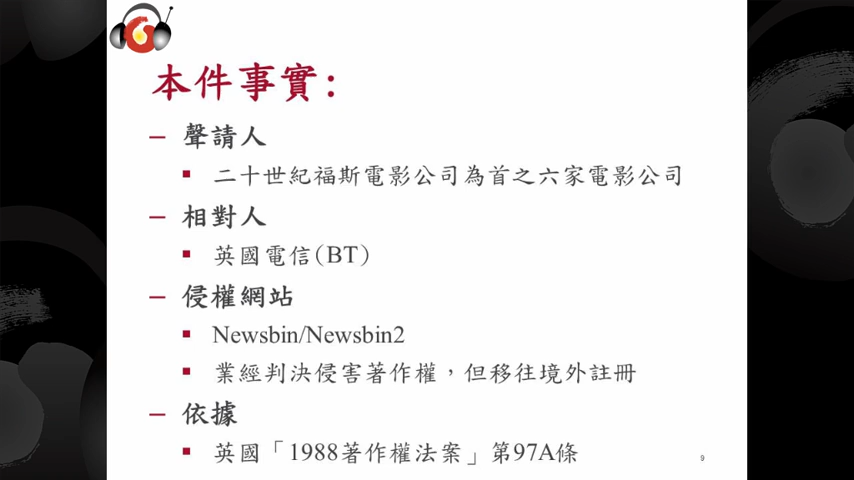 本件事實:
– 聲請人
▪ 二十世紀福斯電影公司為首之六家電影公司
– 相對人
▪ 英國電信(BT)
– 侵權網站
▪ Newsbin/Newsbin2
▪ 業經判決侵害著作權，但移往境外註冊
– 依據
▪ 英國「1988著作權法案」第97A條
9